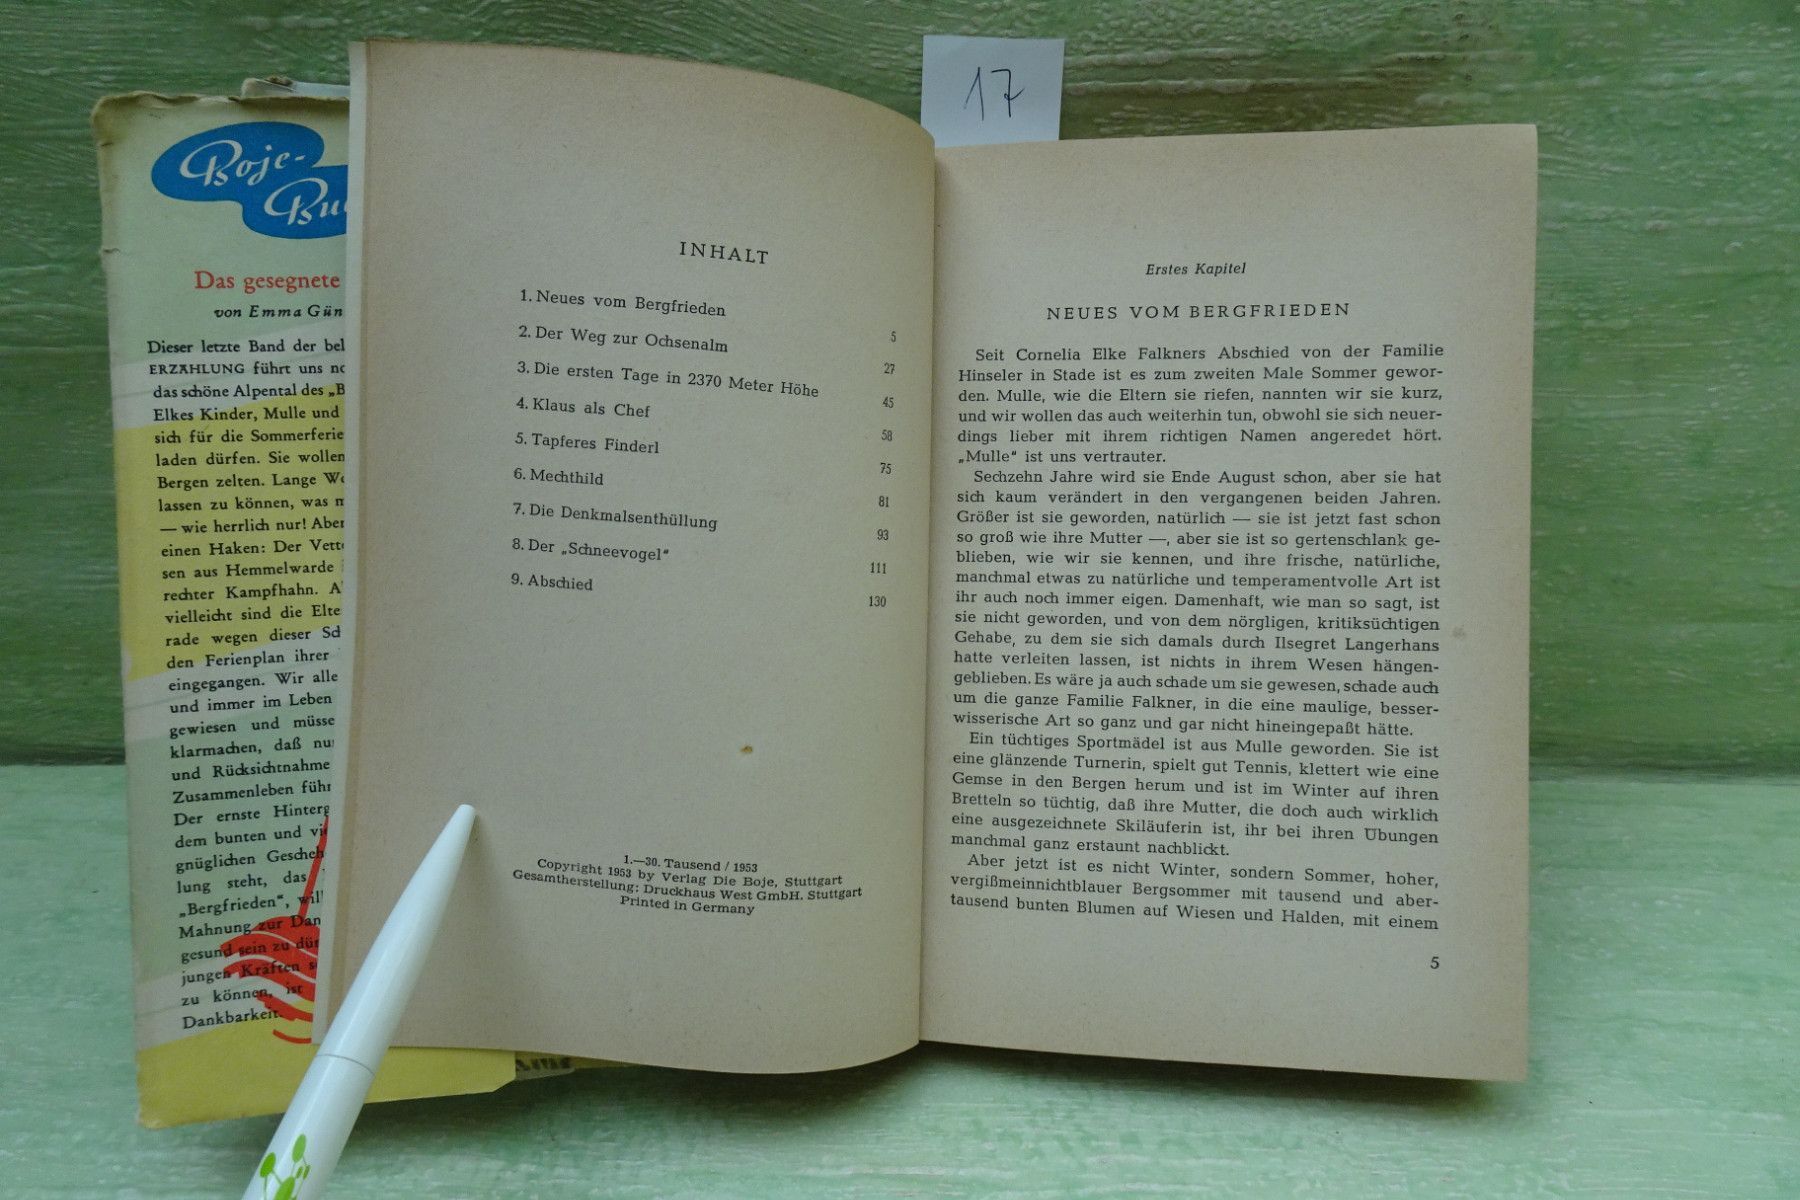 17
Boje-
Das gesegnete
von Emma
Dieser letzte Band der
ERZÄHLUNG führt uns
das schöne Alpental des
Elkes Kinder, Mulle und
sich für die Sommerferie
laden dürfen. Sie wollen
Bergen zelten. Lange
lassen zu können, was
— wie herrlich nur! Aber
einen Haken: Der
sen aus Hemmelwarde
rechter Kampfhahn.
vielleicht sind die
rade wegen dieser
den Ferienplan ihrer
eingegangen. Wir alle
und immer im Leben
gewiesen und müsse
klarmachen, daß
und Rücksichtnahme
Zusammenleben
Der ernste
dem bunten und
gnüglichen
lung steht, das
„Bergfrieden",
Mahnung zur
gesund sein zu
jungen Kräften
zu können, ist
Dankbarkeit.
INHALT
1. Neues vom Bergfrieden 5
2. Der Weg zur Ochsenalm 27
3. Die ersten Tage in 2370 Meter Höhe 45
4. Klaus als Chef 58
5. Tapferes Finderl 75
6. Mechthild 81
7. Die Denkmalsenthüllung 93
8. Der „Schneevogel" 111
9. Abschied 130
1.—30. Tausend / 1953
Copyright 1953 by Verlag Die Boje, Stuttgart
Gesamtherstellung: Druckhaus West GmbH. Stuttgart
Printed in Germany
Erstes Kapitel
NEUES VOM BERGFRIEDEN
Seit Cornelia Elke Falkners Abschied von der Familie
Hinseler in Stade ist es zum zweiten Male Sommer gewor-
den. Mulle, wie die Eltern sie riefen, nannten wir sie kurz,
und wir wollen das auch weiterhin tun, obwohl sie sich neuer-
dings lieber mit ihrem richtigen Namen angeredet hört.
„Mulle" ist uns vertrauter.
Sechzehn Jahre wird sie Ende August schon, aber sie hat
sich kaum verändert in den vergangenen beiden Jahren.
Größer ist sie geworden, natürlich — sie ist jetzt fast schon
so groß wie ihre Mutter —, aber sie ist so gertenschlank ge-
blieben, wie wir sie kennen, und ihre frische, natürliche,
manchmal etwas zu natürliche und temperamentvolle Art ist
ihr auch noch immer eigen. Damenhaft, wie man so sagt, ist
sie nicht geworden, und von dem nörgligen, kritiksüchtigen
Gehabe, zu dem sie sich damals durch Ilsegret Langerhans
hatte verleiten lassen, ist nichts in ihrem Wesen hängen-
geblieben. Es wäre ja auch schade um sie gewesen, schade auch
um die ganze Familie Falkner, in die eine maulige, besser-
wisserische Art so ganz und gar nicht hineingepaßt hätte.
Ein tüchtiges Sportmädel ist aus Mulle geworden. Sie ist
eine glänzende Turnerin, spielt gut Tennis, klettert wie eine
Gemse in den Bergen herum und ist im Winter auf ihren
Bretteln so tüchtig, daß ihre Mutter, die doch auch wirklich
eine ausgezeichnete Skiläuferin ist, ihr bei ihren Übungen
manchmal ganz erstaunt nachblickt.
Aber jetzt ist es nicht Winter, sondern Sommer, hoher,
vergißmeinnichtblauer Bergsommer mit tausend und aber-
tausend bunten Blumen auf Wiesen und Halden, mit einem
5